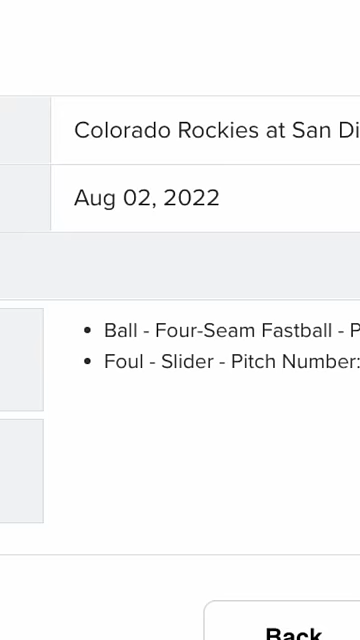 Colorado Rockies at San Di
Aug 02, 2022
Ball - Four-Seam Fastball - P
Foul - Slider - Pitch Number:
Back